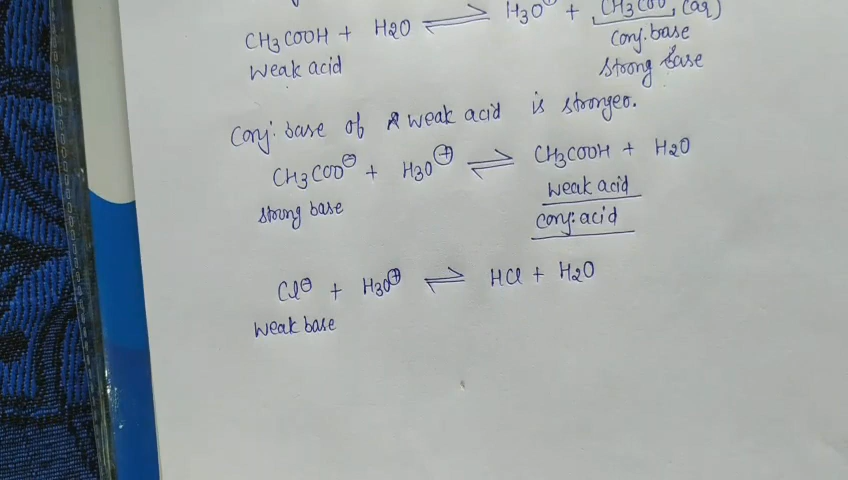 CH3COOH + H2O ⇌ H3O⊕ + CH3COO, (aq)
weak acid
conj. base
strong base
Conj. base of weak acid is stronger.
CH3COO⊖ + H3O⊕ ⇌ CH3COOH + H2O
strong base
weak acid
conj. acid
Cl⊖ + H3O⊕ ⇌ HCl + H2O
weak base